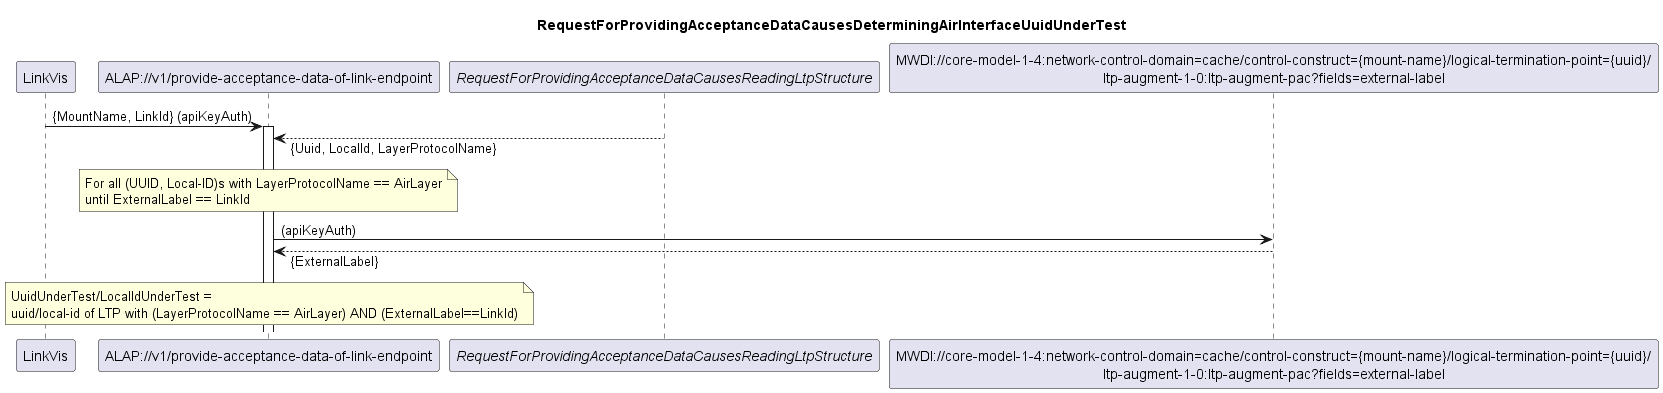 RequestForProvidingAcceptanceDataCausesDeterminingAirInterfaceUuidUnderTest
LinkVis
ALAP://v1/provide-acceptance-data-of-link-endpoint
RequestForProvidingAcceptanceDataCausesReadingLtpStructure
MWDI://core-model-1-4:network-control-domain=cache/control-construct={mount-name}/logical-termination-point={uuid}/
ltp-augment-1-0:ltp-augment-pac?fields=external-label
{MountName, LinkId} (apiKeyAuth)
{Uuid, LocalId, LayerProtocolName}
For all (UUID, Local-ID)s with LayerProtocolName == AirLayer
until ExternalLabel == LinkId
(apiKeyAuth)
{ExternalLabel}
UuidUnderTest/LocalIdUnderTest =
uuid/local-id of LTP with (LayerProtocolName == AirLayer) AND (ExternalLabel==LinkId)
LinkVis
ALAP://v1/provide-acceptance-data-of-link-endpoint
RequestForProvidingAcceptanceDataCausesReadingLtpStructure
MWDI://core-model-1-4:network-control-domain=cache/control-construct={mount-name}/logical-termination-point={uuid}/
ltp-augment-1-0:ltp-augment-pac?fields=external-label